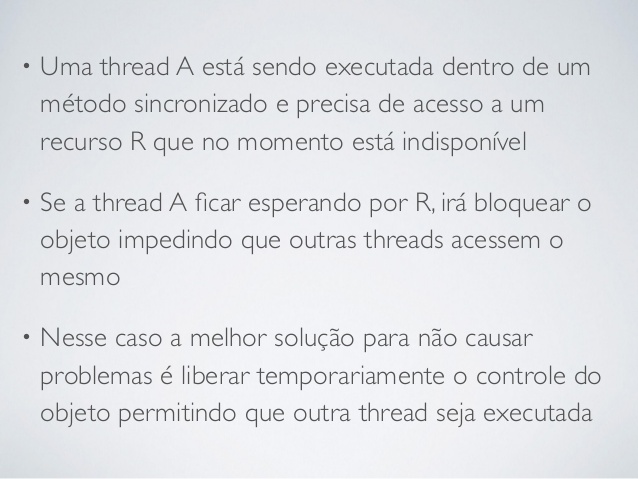 • Uma thread A está sendo executada dentro de um
método sincronizado e precisa de acesso a um
recurso R que no momento está indisponível
• Se a thread A ficar esperando por R, irá bloquear o
objeto impedindo que outras threads acessem o
mesmo
• Nesse caso a melhor solução para não causar
problemas é liberar temporariamente o controle do
objeto permitindo que outra thread seja executada